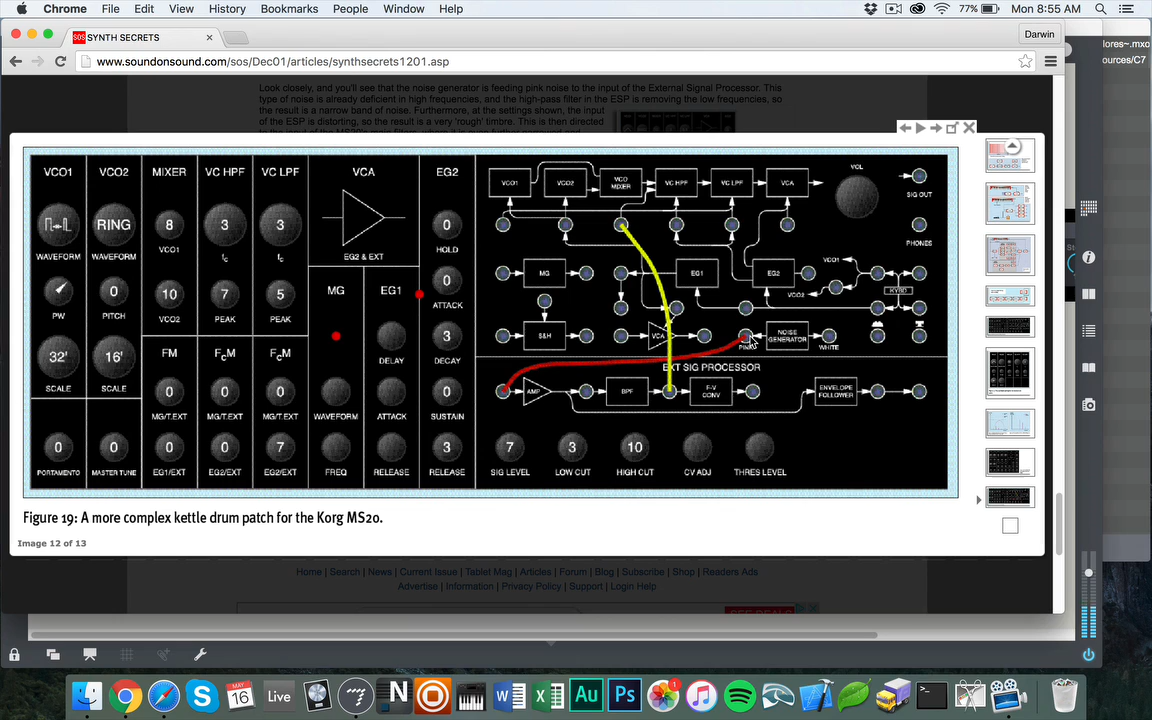 Chrome File Edit View History Bookmarks People Window Help 77% Mon 8:55 AM
SOS SYNTH SECRETS Darwin
www.soundonsound.com/sos/Dec01/articles/synthsecrets1201.asp
lores~.mxo
ources/C7
Look closely, and you'll see that the noise generator is feeding pink noise to the input of the External Signal Processor. This
type of noise is already deficient in high frequencies, and the high-pass filter in the ESP is removing the low frequencies, so
the result is a narrow band of noise. Furthermore, at the settings shown, the input
of the ESP is distorting, so the result is a very 'rough' timbre. This is then directed
VCO1 VCO2 MIXER VC HPF VC LPF VCA EG2
VCO1 VCO2 VCO MIXER VC HPF VC LPF VCA VOL SIG OUT
RING 8 3 3 0
WAVEFORM WAVEFORM VCO1 fc fc EG2 & EXT HOLD PHONES
MG EG1
MG EG1 EG2 VCO1 VCO2 KYBD
0 10 7 5 0
PW PITCH VCO2 PEAK PEAK ATTACK
32' 16' FM FcM FcM 3
SCALE SCALE DELAY DECAY
S&H VCA PINK NOISE GENERATOR WHITE
EXT SIG PROCESSOR
0 0 7 0
MG/T.EXT MG/T.EXT MG/T.EXT WAVEFORM ATTACK SUSTAIN
AMP BPF F-V CONV ENVELOPE FOLLOWER
0 0 0 0 7 3
PORTAMENTO MASTER TUNE EG1/EXT EG2/EXT EG2/EXT FREQ RELEASE RELEASE
7 3 10
SIG LEVEL LOW CUT HIGH CUT CV ADJ THRES LEVEL
Figure 19: A more complex kettle drum patch for the Korg MS20.
Image 12 of 13
Home | Search | News | Current Issue | Tablet Mag | Articles | Forum | Blog | Subscribe | Shop | Readers Ads
Advertise | Information | Privacy Policy | Support | Login Help
MAY 16 Live Au Ps 1